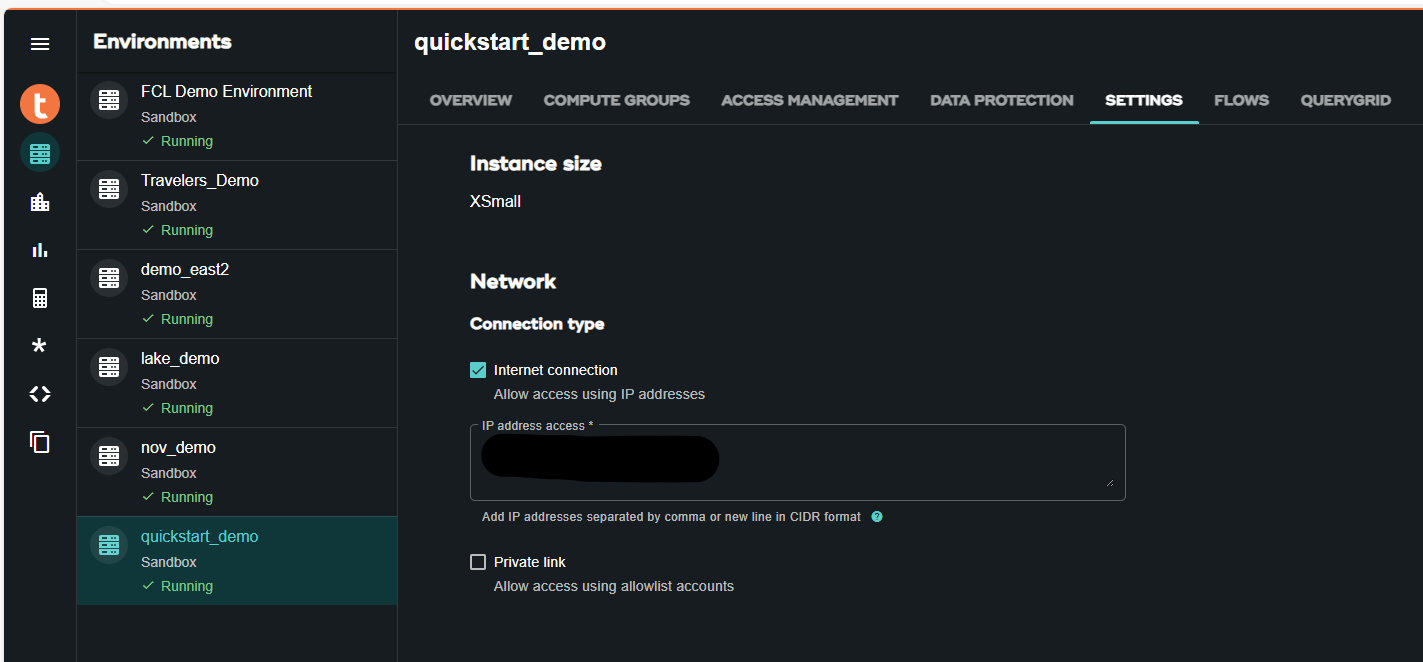 Environments
FCL Demo Environment
Sandbox
Running
Travelers_Demo
Sandbox
Running
demo_east2
Sandbox
Running
lake_demo
Sandbox
Running
nov_demo
Sandbox
Running
quickstart_demo
Sandbox
Running
t
quickstart_demo
OVERVIEW COMPUTE GROUPS ACCESS MANAGEMENT DATA PROTECTION SETTINGS FLOWS QUERYGRID
Instance size
XSmall
Network
Connection type
Internet connection
Allow access using IP addresses
IP address access *
Add IP addresses separated by comma or new line in CIDR format ?
Private link
Allow access using allowlist accounts